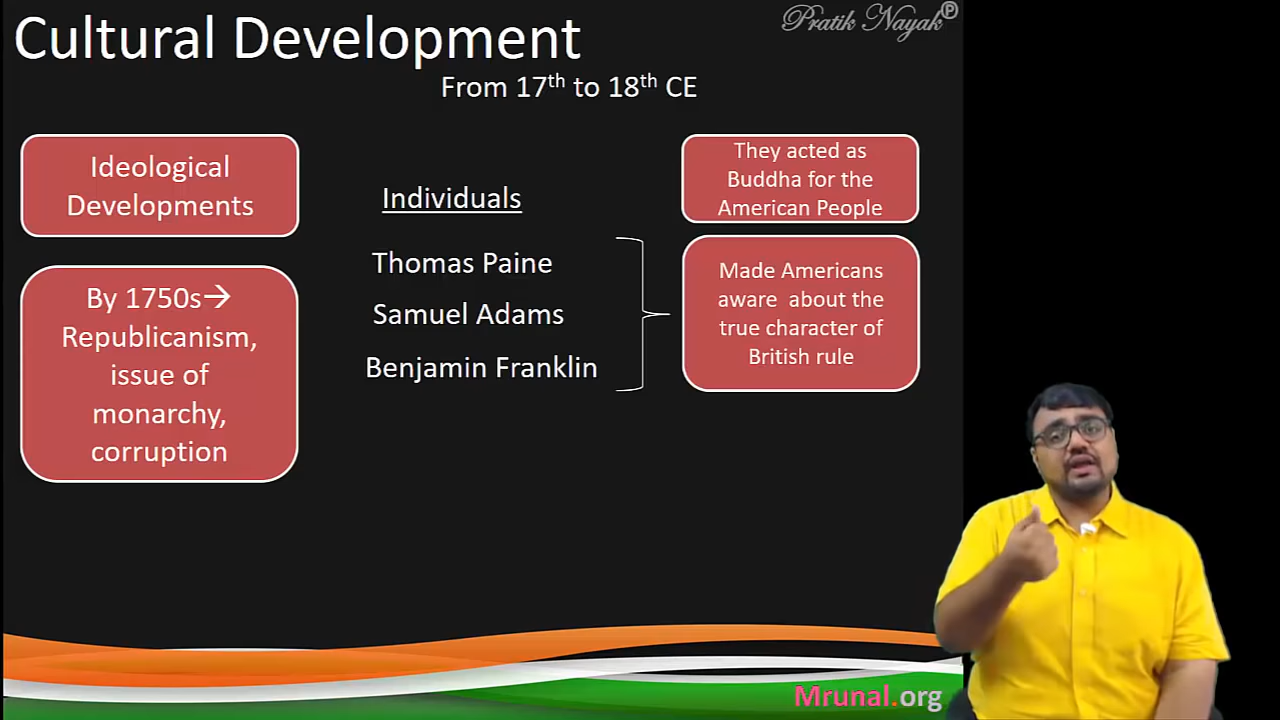 Cultural Development
Pratik Nayak ℗
From 17th to 18th CE
Ideological
Developments
By 1750s→
Republicanism,
issue of
monarchy,
corruption
Individuals
Thomas Paine
Samuel Adams
Benjamin Franklin
They acted as
Buddha for the
American People
Made Americans
aware about the
true character of
British rule
Mrunal.org